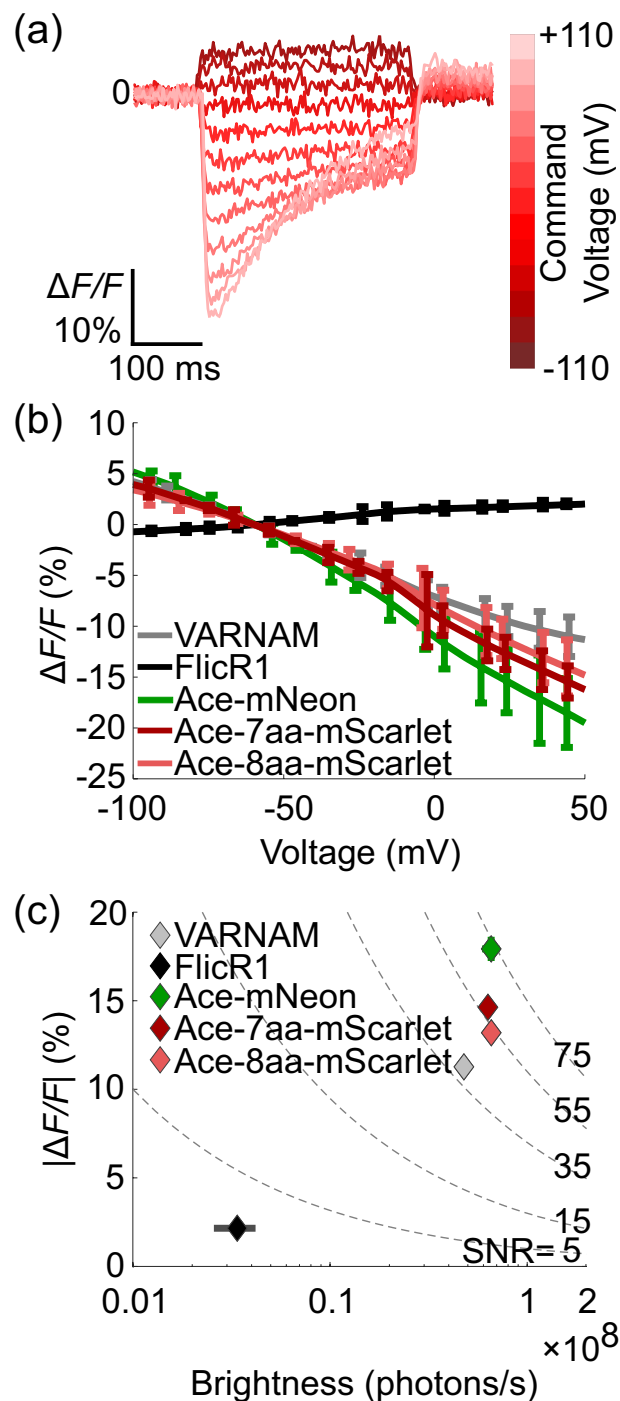 (a)
+110
0
Command
Voltage (mV)
ΔF/F
10%
100 ms
-110
(b)
10
5
0
-5
-10
-15
-20
-25
ΔF/F (%)
VARNAM
FlicR1
Ace-mNeon
Ace-7aa-mScarlet
Ace-8aa-mScarlet
-100
-50
0
50
Voltage (mV)
(c)
20
15
10
5
0
|ΔF/F| (%)
VARNAM
FlicR1
Ace-mNeon
Ace-7aa-mScarlet
Ace-8aa-mScarlet
75
55
35
15
SNR= 5
0.01
0.1
1
2
×10⁸
Brightness (photons/s)